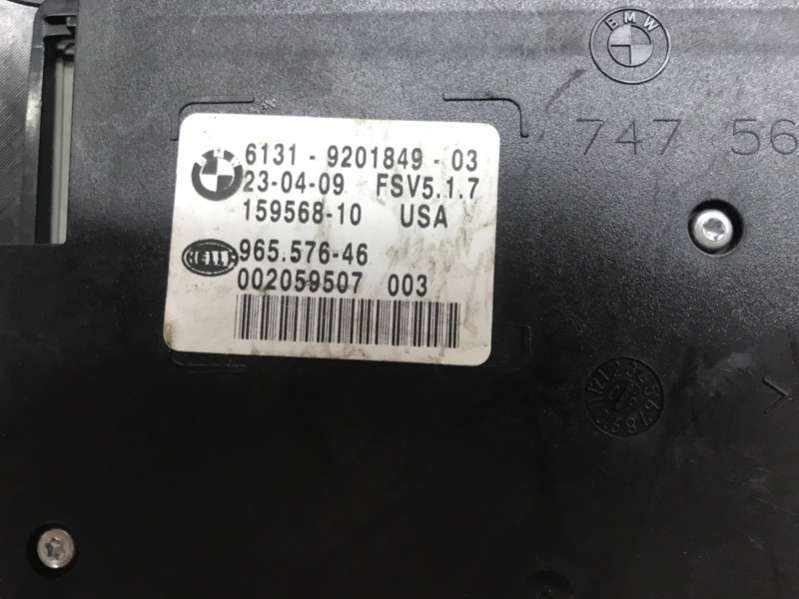 BMW
747 56
6131 - 9201849 - 03
23-04-09 FSV5.1.7
159568-10 USA
965.576-46
002059507 003